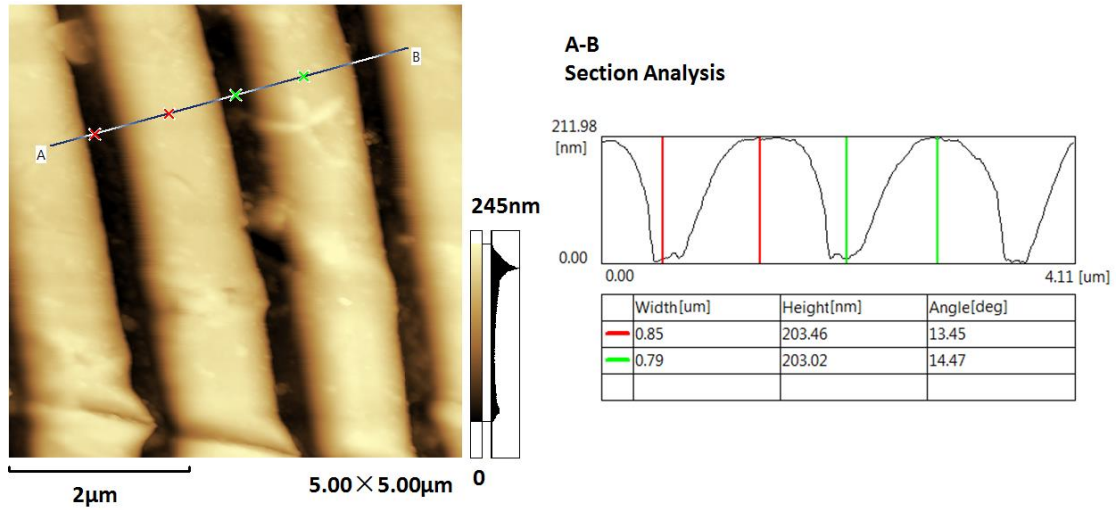 A
B
245nm
0
2μm
5.00×5.00μm
A-B
Section Analysis
211.98
[nm]
0.00
0.00
4.11 [um]
Width[um] Height[nm] Angle[deg]
0.85 203.46 13.45
0.79 203.02 14.47